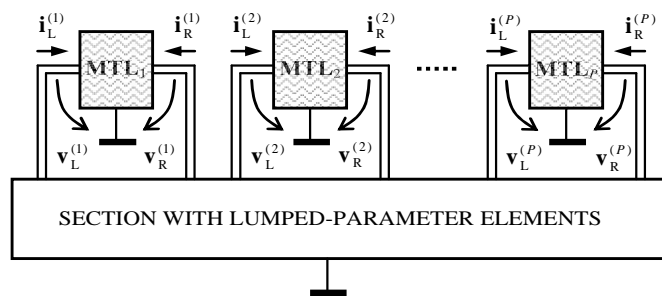 i_L^(1) i_R^(1) i_L^(2) i_R^(2) i_L^(P) i_R^(P)
MTL_1 MTL_2 ..... MTL_P
v_L^(1) v_R^(1) v_L^(2) v_R^(2) v_L^(P) v_R^(P)
SECTION WITH LUMPED-PARAMETER ELEMENTS